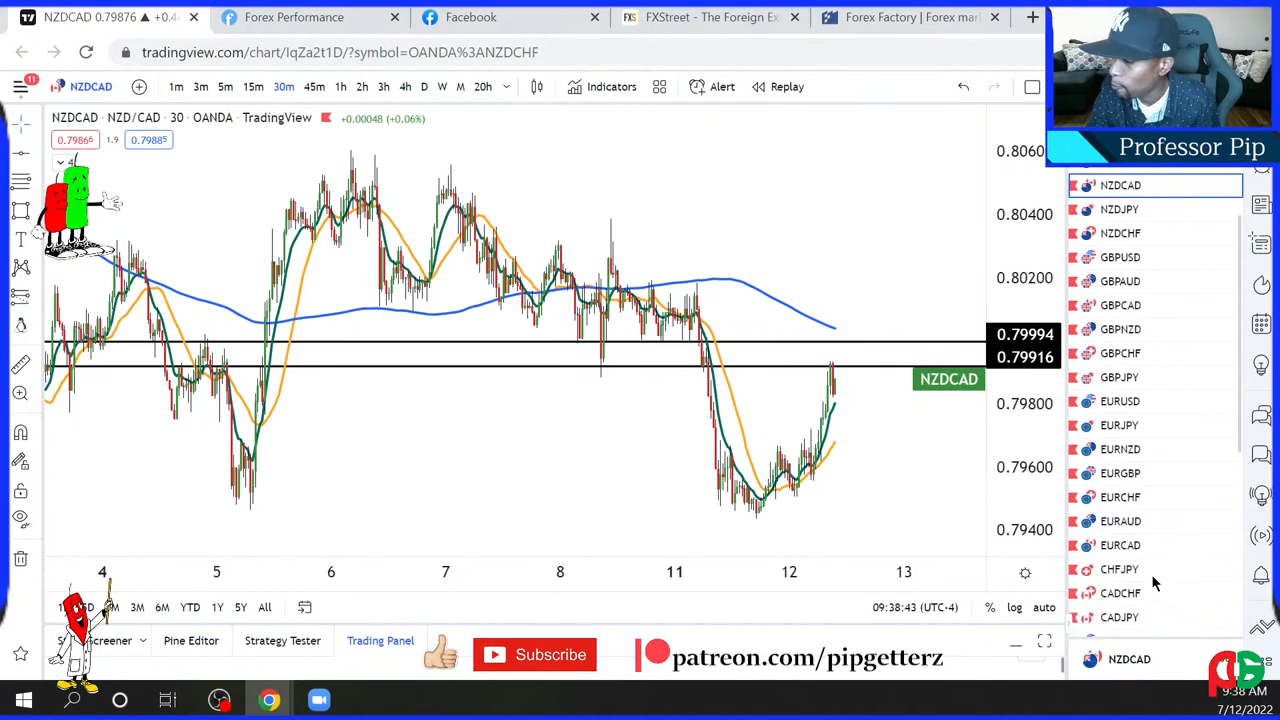 NZDCAD 0.79876 ▲ +0.4
Forex Performance
Facebook
FXStreet - The Foreign Ex
Forex Factory | Forex mar
tradingview.com/chart/IqZa2t1D/?symbol=OANDA%3ANZDCHF
11
NZDCAD
1m 3m 5m 15m 30m 45m 1h 2h 3h 4h D W M 20h
Indicators
Alert
Replay
NZDCAD · NZD/CAD · 30 · OANDA · TradingView
+0.00048 (+0.06%)
0.79866
1.9
0.79885
4
Professor Pip
0.8060
0.80400
0.80200
0.79994
0.79916
NZDCAD
0.79800
0.79600
0.79400
4 5 6 7 8 11 12 13
NZDCAD
NZDJPY
NZDCHF
GBPUSD
GBPAUD
GBPCAD
GBPNZD
GBPCHF
GBPJPY
EURUSD
EURJPY
EURNZD
EURGBP
EURCHF
EURAUD
EURCAD
CHFJPY
CADCHF
CADJPY
3M 6M YTD 1Y 5Y All
09:38:43 (UTC-4)
% log auto
Pine Editor
Strategy Tester
Trading Panel
Subscribe
patreon.com/pipgetterz
NZDCAD
9:38 AM
7/12/2022